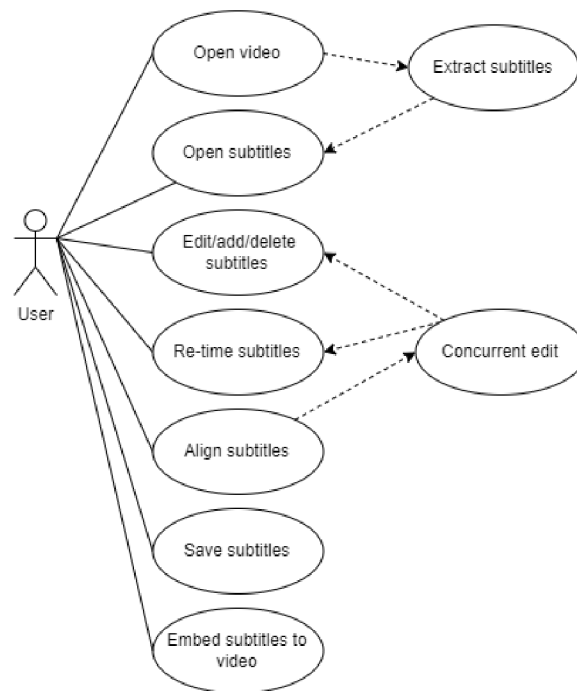 Open video
Extract subtitles
Open subtitles
Edit/add/delete
subtitles
User
Re-time subtitles
Concurrent edit
Align subtitles
Save subtitles
Embed subtitles to
video